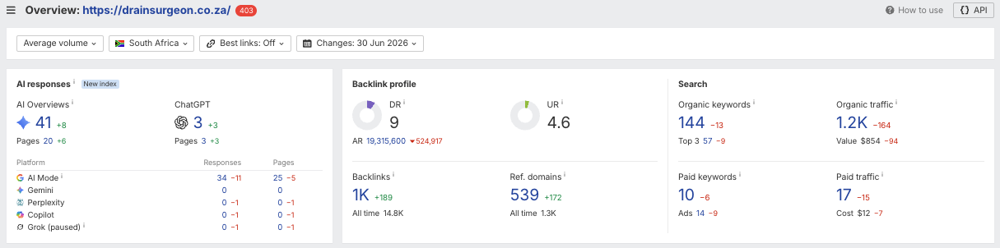 Overview: https://drainsurgeon.co.za/ 403
How to use
API
Average volume
South Africa
Best links: Off
Changes: 30 Jun 2026
AI responses i New index
AI Overviews i
41 +8
Pages 20 +6
ChatGPT
3 +3
Pages 3 +3
Platform Responses Pages
AI Mode i 34 −11 25 −5
Gemini 0 0
Perplexity 0 −1 0 −1
Copilot 0 −1 0 −1
Grok (paused) i 0 −1 0 −1
Backlink profile
DR i
9
AR 19,315,600 524,917
UR i
4.6
Backlinks i
1K +189
All time 14.8K
Ref. domains i
539 +172
All time 1.3K
Search
Organic keywords i
144 −13
Top 3 57 −9
Organic traffic i
1.2K −164
Value $854 −94
Paid keywords i
10 −6
Ads 14 −9
Paid traffic i
17 −15
Cost $12 −7